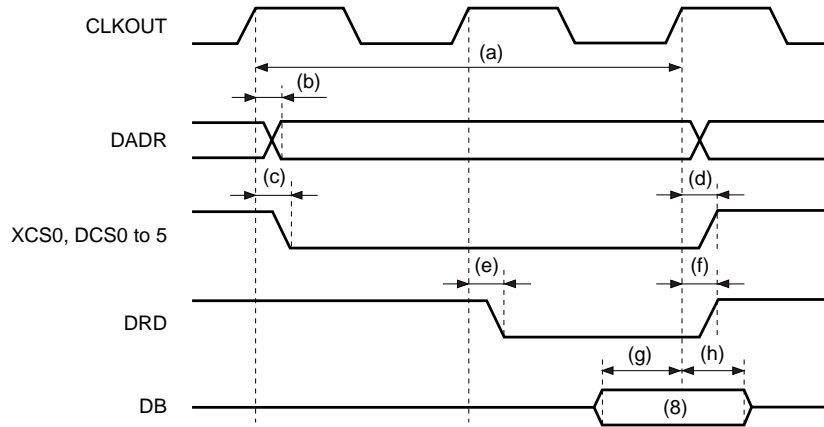 CLKOUT
(a)
(b)
DADR
(c)
(d)
XCS0, DCS0 to 5
(e)
(f)
DRD
(g)
(h)
DB
(8)